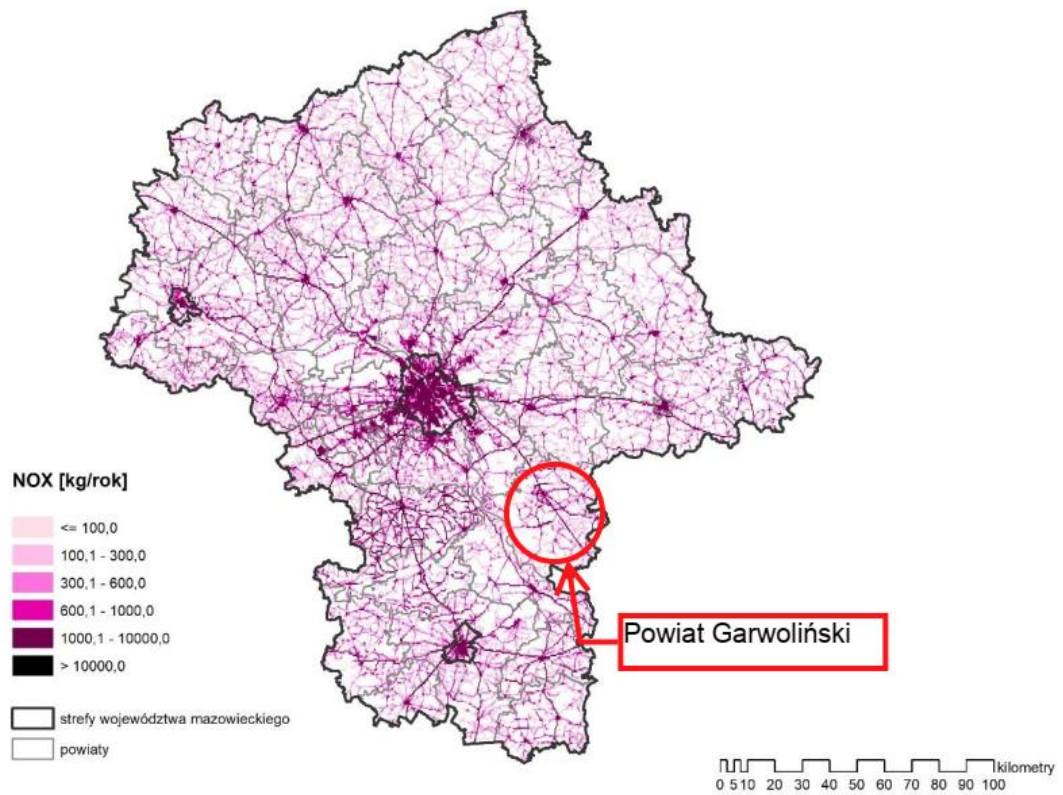 NOX [kg/rok]
<= 100,0
100,1 - 300,0
300,1 - 600,0
600,1 - 1000,0
1000,1 - 10000,0
> 10000,0
strefy województwa mazowieckiego
powiaty
Powiat Garwoliński
kilometry
0 5 10 20 30 40 50 60 70 80 90 100